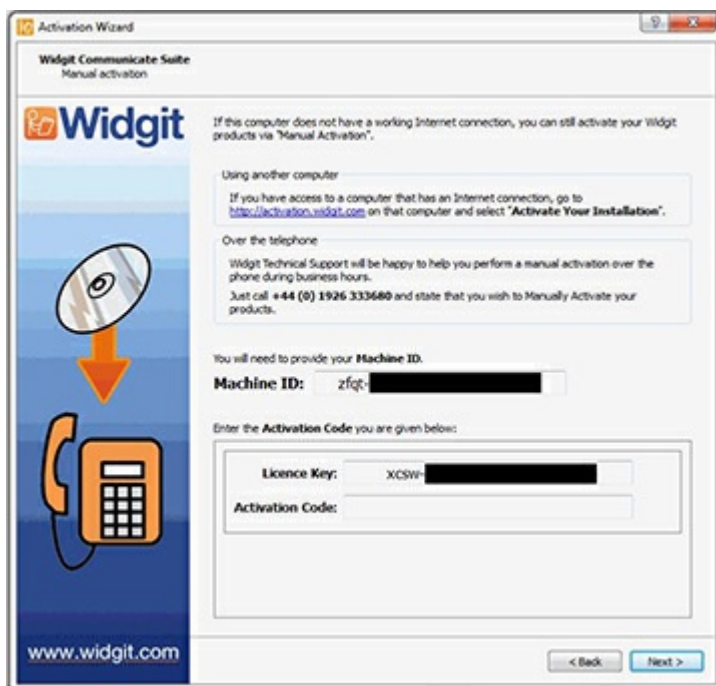 Activation Wizard
Widgit Communicate Suite
Manual activation
Widgit
If this computer does not have a working Internet connection, you can still activate your Widgit
products via "Manual Activation".
Using another computer
If you have access to a computer that has an Internet connection, go to
http://activation.widgit.com on that computer and select "Activate Your Installation".
Over the telephone
Widgit Technical Support will be happy to help you perform a manual activation over the
phone during business hours.
Just call +44 (0) 1926 333680 and state that you wish to Manually Activate your
products.
You will need to provide your Machine ID.
Machine ID: zfqt-
Enter the Activation Code you are given below:
Licence Key: xcsw-
Activation Code:
www.widgit.com
< Back Next >